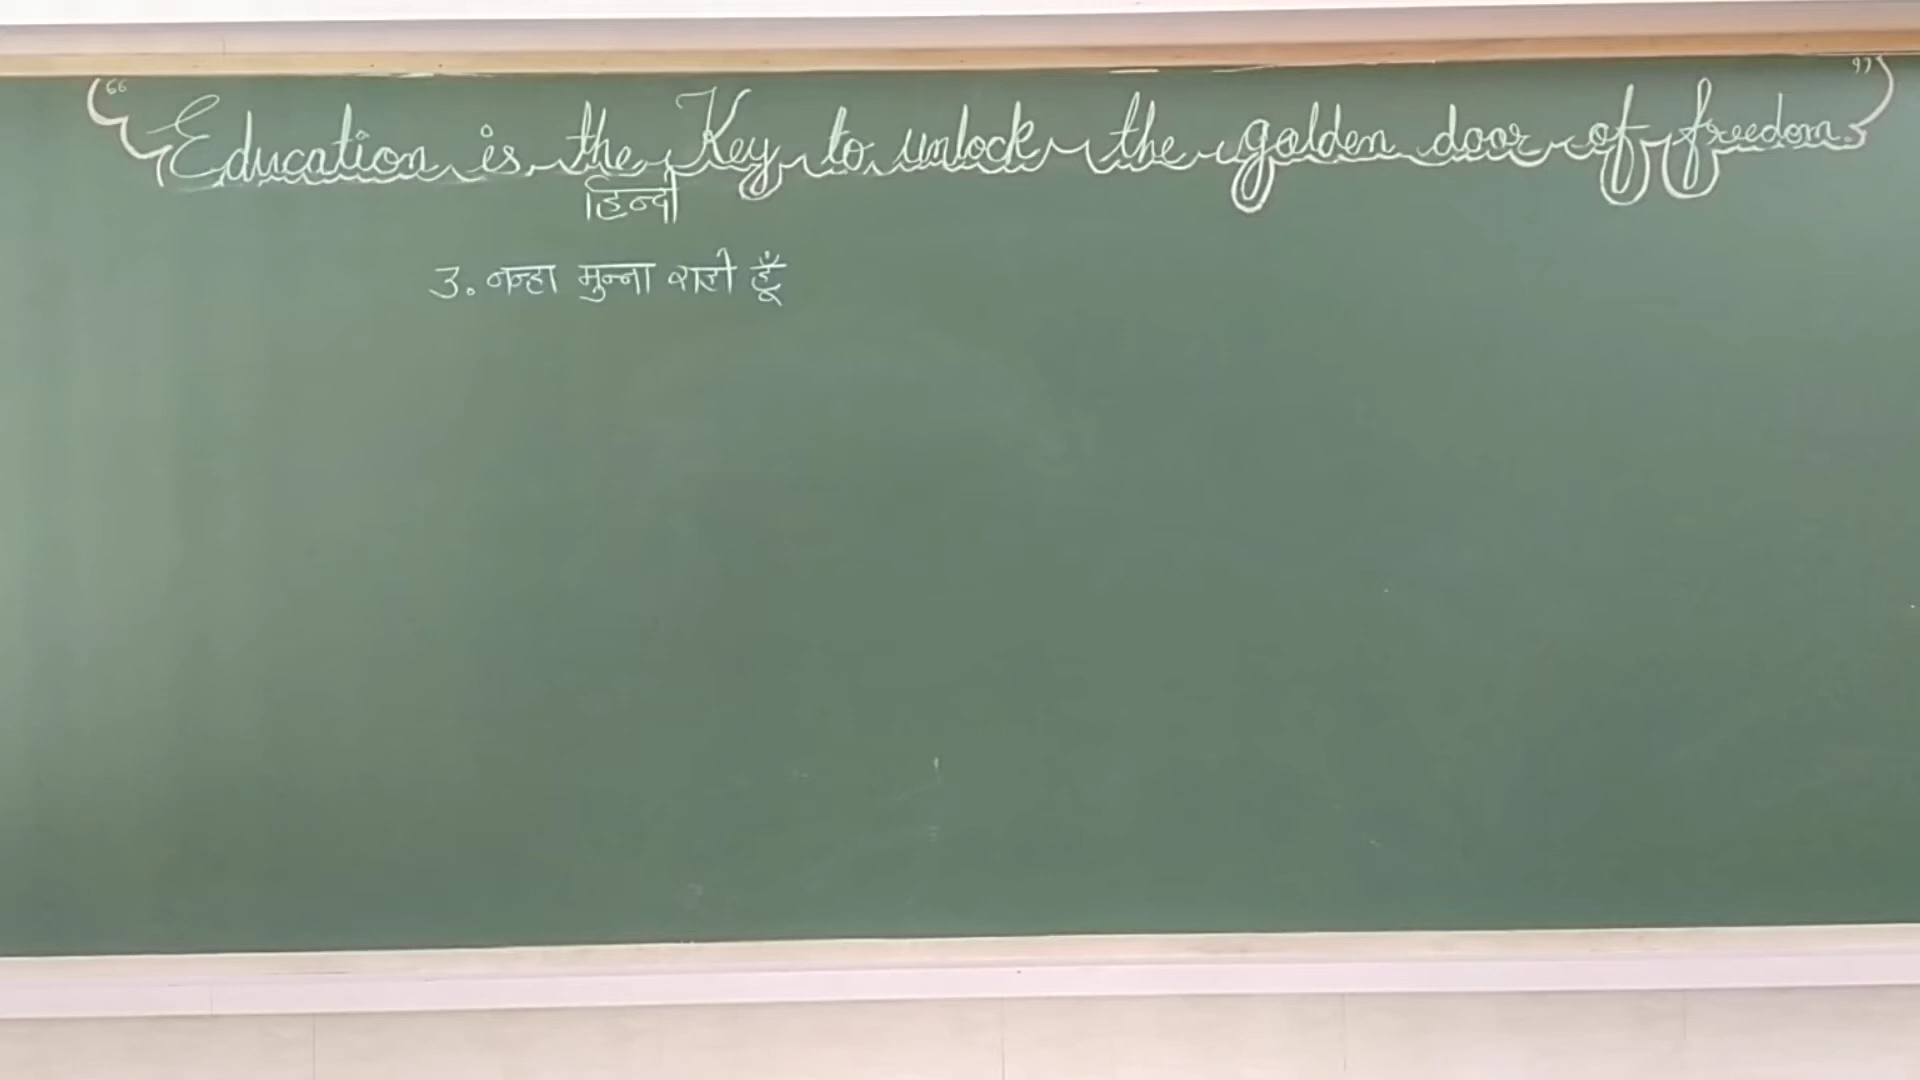 “Education is the Key to unlock the golden door of freedom.”
हिन्दी
3. नन्हा मुन्ना राही हूँ